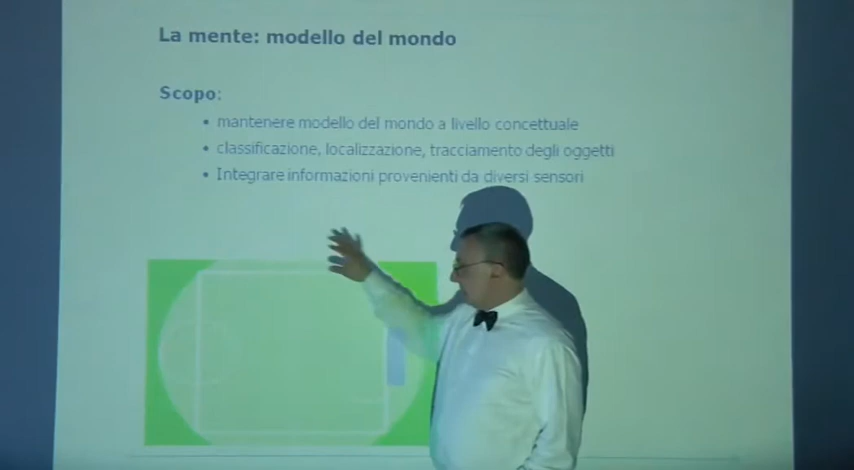 La mente: modello del mondo
Scopo:
• mantenere modello del mondo a livello concettuale
• classificazione, localizzazione, tracciamento degli oggetti
• Integrare informazioni provenienti da diversi sensori